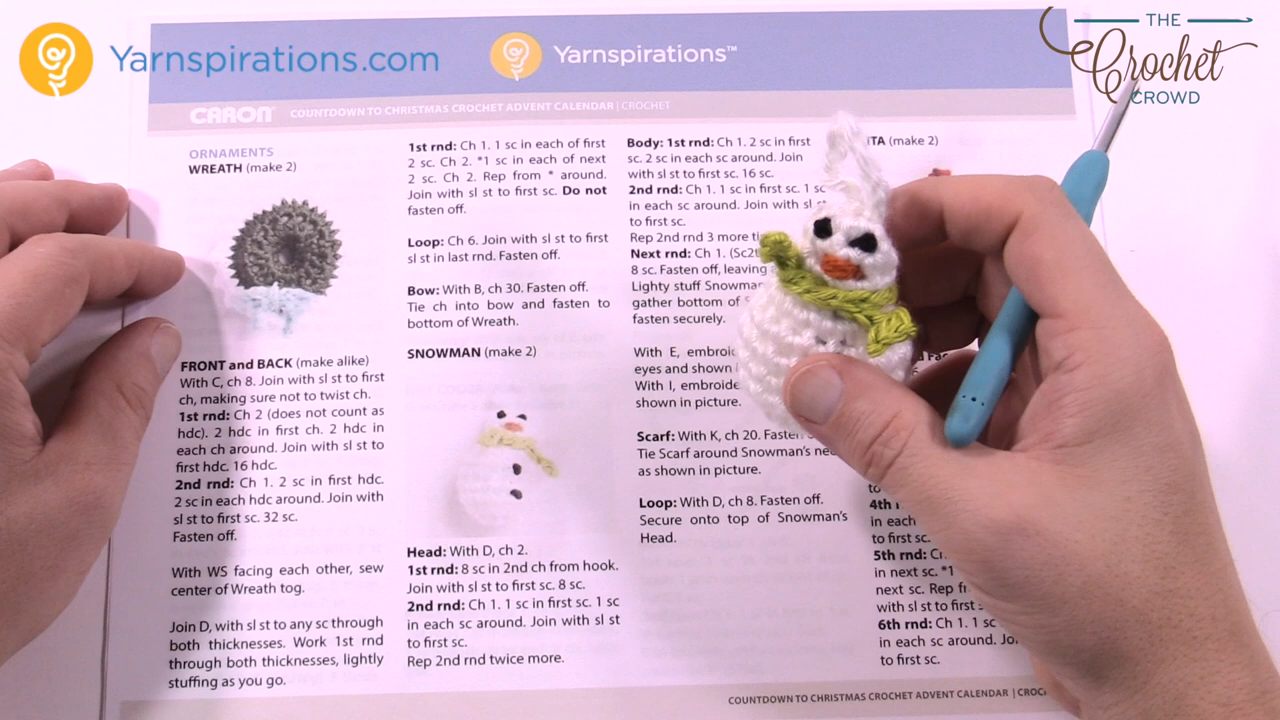 Yarnspirations.com
Yarnspirations™
THE
Crochet
CROWD
CARON COUNTDOWN TO CHRISTMAS CROCHET ADVENT CALENDAR | CROCHET
ORNAMENTS
WREATH (make 2)
FRONT and BACK (make alike)
With C, ch 8. Join with sl st to first
ch, making sure not to twist ch.
1st rnd: Ch 2 (does not count as
hdc). 2 hdc in first ch. 2 hdc in
each ch around. Join with sl st to
first hdc. 16 hdc.
2nd rnd: Ch 1. 2 sc in first hdc.
2 sc in each hdc around. Join with
sl st to first sc. 32 sc.
Fasten off.
With WS facing each other, sew
center of Wreath tog.
Join D, with sl st to any sc through
both thicknesses. Work 1st rnd
through both thicknesses, lightly
stuffing as you go.
1st rnd: Ch 1. 1 sc in each of first
2 sc. Ch 2. *1 sc in each of next
2 sc. Ch 2. Rep from * around.
Join with sl st to first sc. Do not
fasten off.
Loop: Ch 6. Join with sl st to first
sl st in last rnd. Fasten off.
Bow: With B, ch 30. Fasten off.
Tie ch into bow and fasten to
bottom of Wreath.
SNOWMAN (make 2)
Head: With D, ch 2.
1st rnd: 8 sc in 2nd ch from hook.
Join with sl st to first sc. 8 sc.
2nd rnd: Ch 1. 1 sc in first sc. 1 sc
in each sc around. Join with sl st
to first sc.
Rep 2nd rnd twice more.
Body: 1st rnd: Ch 1. 2 sc in first
sc. 2 sc in each sc around. Join
with sl st to first sc. 16 sc.
2nd rnd: Ch 1. 1 sc in first sc. 1 sc
in each sc around. Join with sl
to first sc.
Rep 2nd rnd 3 more
Next rnd: Ch 1.
8 sc. Fasten off, leaving
Lighty stuff
gather bottom of
fasten securely.
With E,
eyes and shown
With I,
shown in picture.
Scarf: With K, ch 20.
Tie Scarf around Snowman's
as shown in picture.
Loop: With D, ch 8. Fasten off.
Secure onto top of Snowman's
Head.
(make 2)
to
4th
in each
to first sc.
5th rnd:
in next sc. *1
next sc. Rep
with sl st to first
6th rnd: Ch 1. 1 sc
in each sc around.
to first sc.
COUNTDOWN TO CHRISTMAS CROCHET ADVENT CALENDAR |